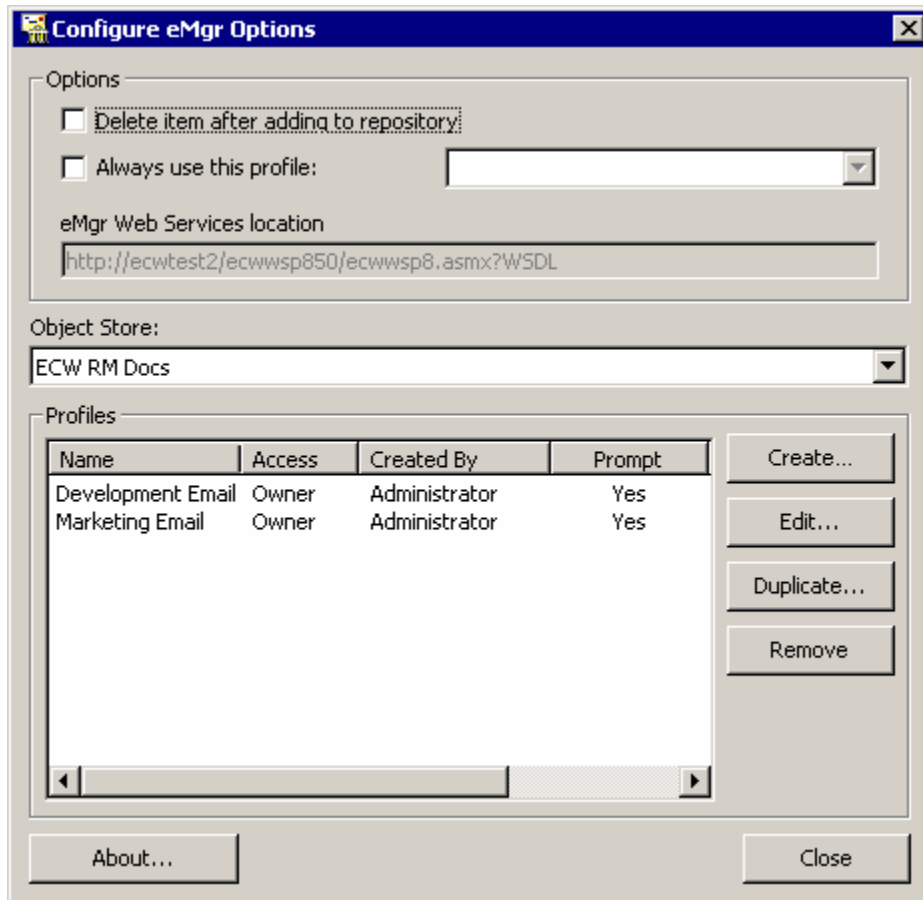 Configure eMgr Options
Options
Delete item after adding to repository
Always use this profile:
eMgr Web Services location
http://ecwtest2/ecwwsp850/ecwwsp8.asmx?WSDL
Object Store:
ECW RM Docs
Profiles
Name Access Created By Prompt
Development Email Owner Administrator Yes
Marketing Email Owner Administrator Yes
Create...
Edit...
Duplicate...
Remove
About...
Close